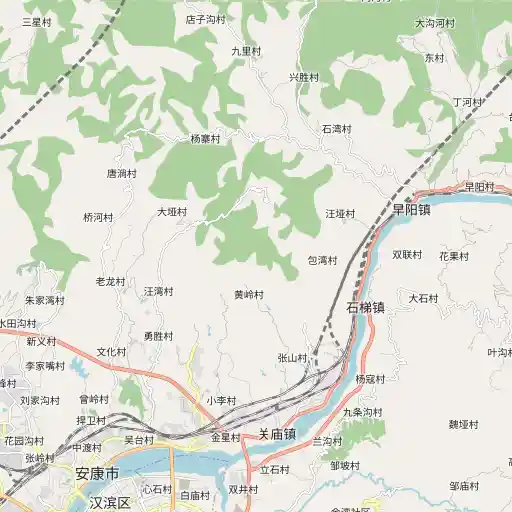 三星村
店子沟村
大沟河村
九里村
东村
兴胜村
丁河村
石湾村
杨寨村
唐淌村
早阳村
早阳镇
大垭村
汪垭村
桥河村
双联村
花果村
包湾村
老龙村
汪湾村
黄岭村
朱家湾村
大石村
石梯镇
水田沟村
新义村
勇胜村
文化村
张山村
叶沟村
李家嘴村
杨寇村
刘家沟村
曾岭村
小李村
九条沟村
捍卫村
魏垭村
花园沟村
吴台村
金星村
关庙镇
兰沟村
中渡村
张岭村
安康市
立石村
邹坡村
心石村
白庙村
双井村
邹庙村
汉滨区